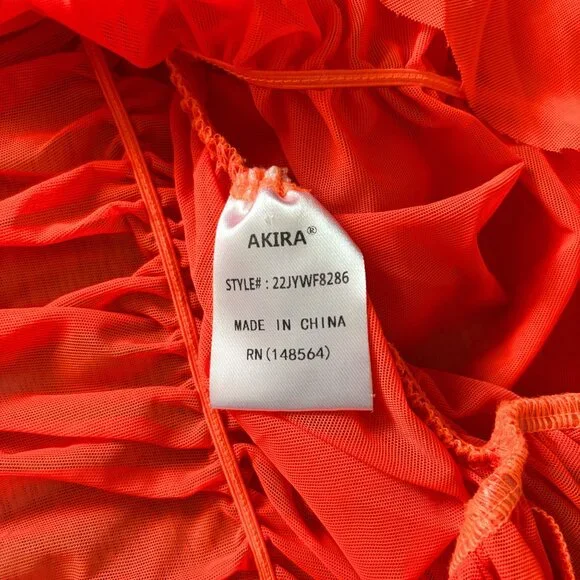 AKIRA®
STYLE#: 22JYWF8286
MADE IN CHINA
RN(148564)